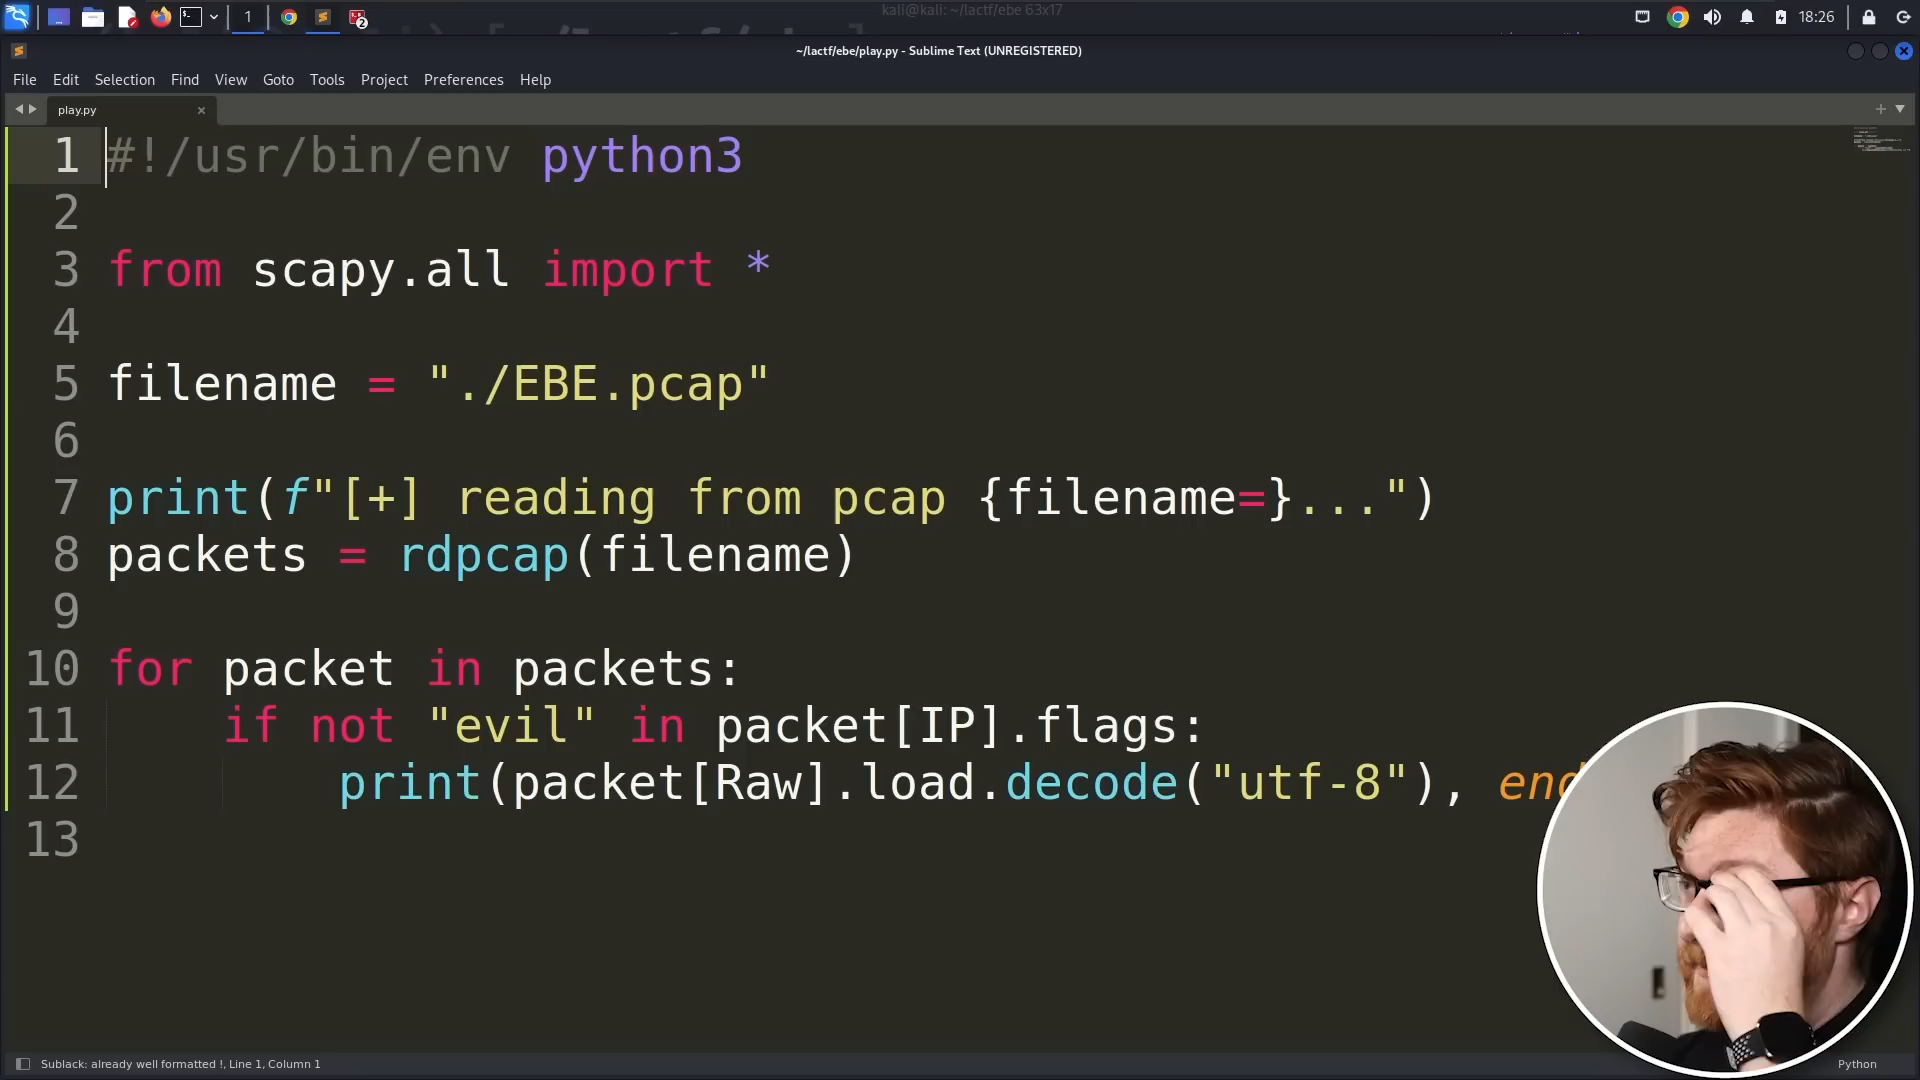 kali@kali: ~/lactf/ebe 63x17
1
2
18:26
~/lactf/ebe/play.py - Sublime Text (UNREGISTERED)
File Edit Selection Find View Goto Tools Project Preferences Help
play.py
1 #!/usr/bin/env python3
2
3 from scapy.all import *
4
5 filename = "./EBE.pcap"
6
7 print(f"[+] reading from pcap {filename=}...")
8 packets = rdpcap(filename)
9
10 for packet in packets:
11 if not "evil" in packet[IP].flags:
12 print(packet[Raw].load.decode("utf-8"), end
13
Sublack: already well formatted !, Line 1, Column 1
Python